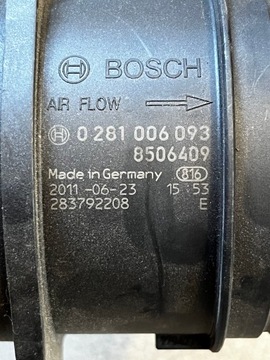 BOSCH
AIR FLOW
0 281 006 093
8506409
Made in Germany 816
2011-06-23 15 53
283792208 E